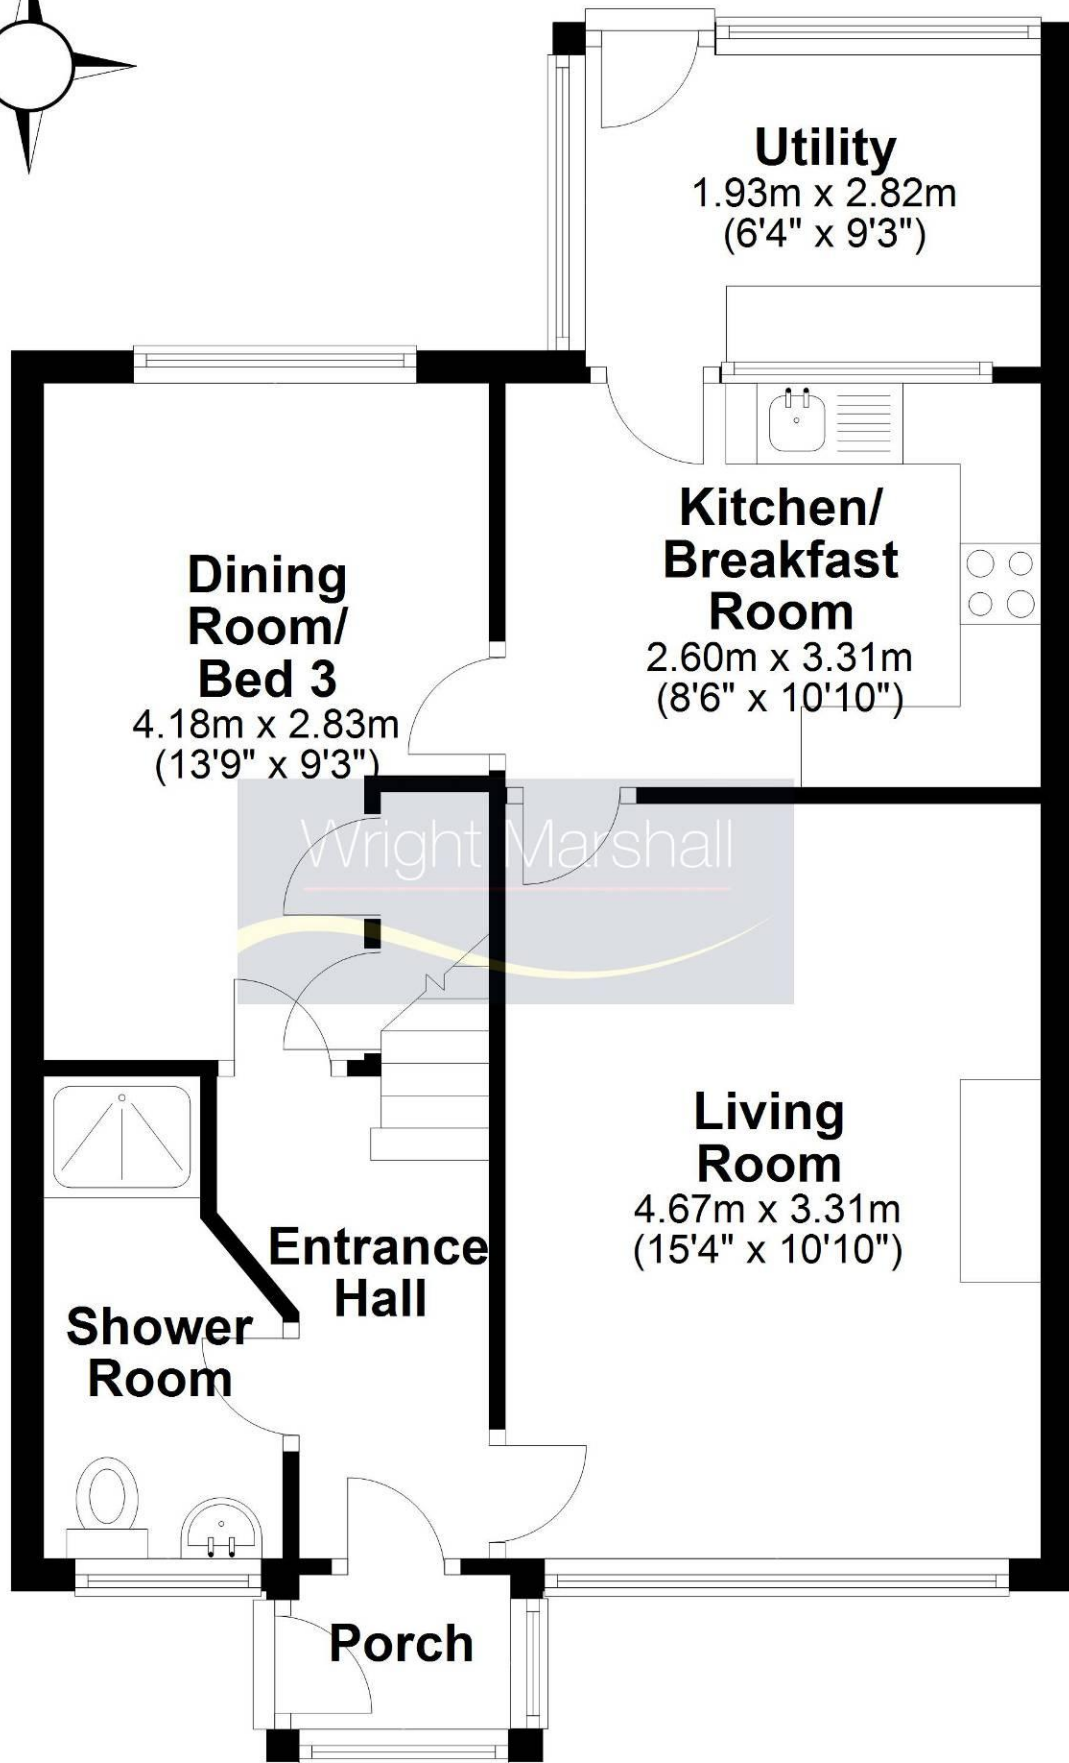 Utility
1.93m x 2.82m
(6'4" x 9'3")
Kitchen/
Breakfast
Room
2.60m x 3.31m
(8'6" x 10'10")
Dining
Room/
Bed 3
4.18m x 2.83m
(13'9" x 9'3")
Wright Marshall
Living
Room
4.67m x 3.31m
(15'4" x 10'10")
Entrance
Hall
Shower
Room
Porch